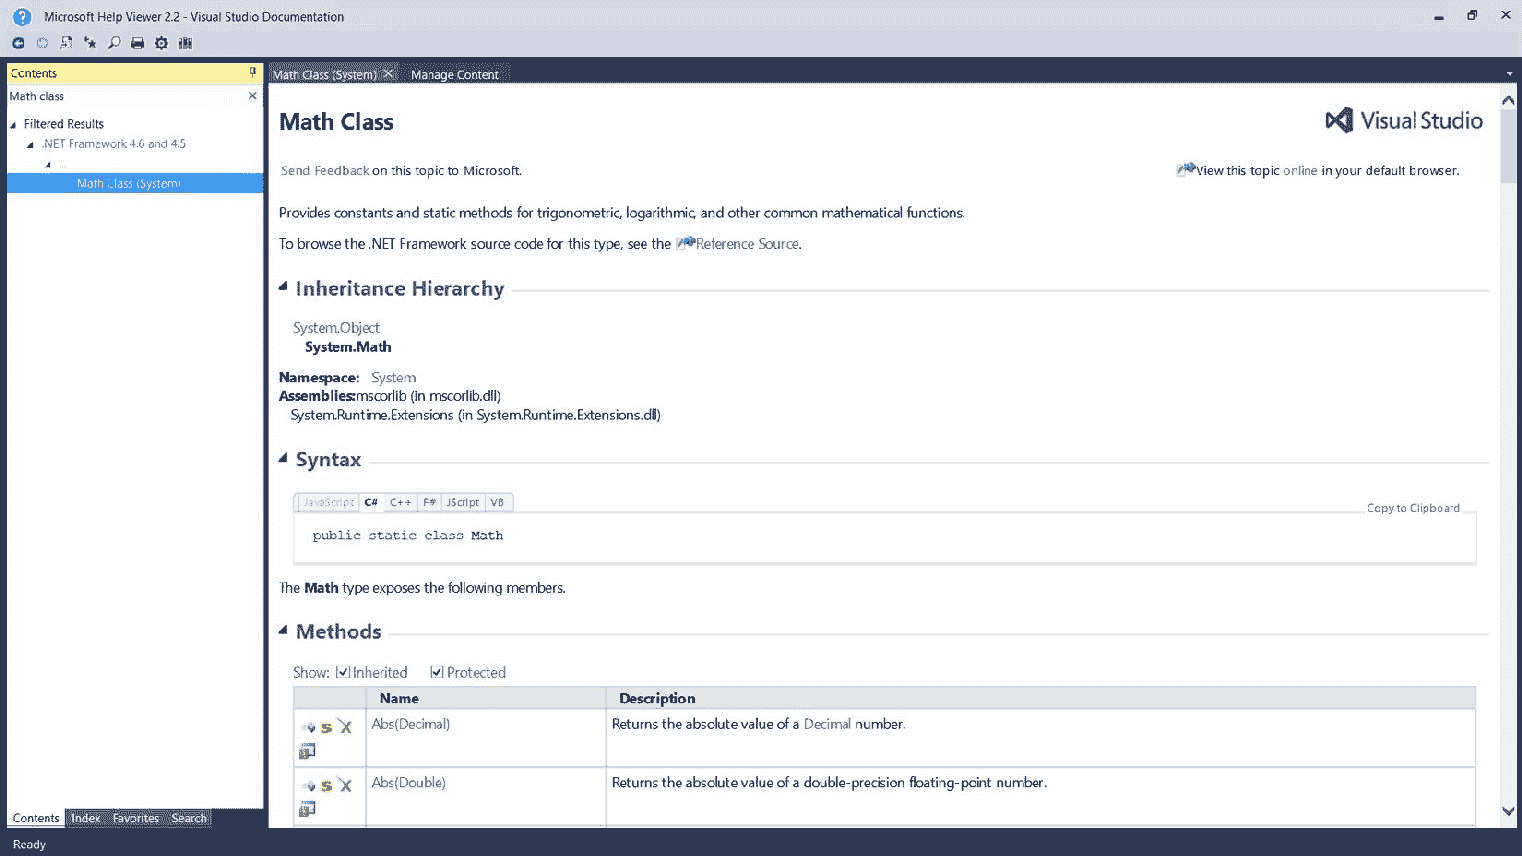 Microsoft Help Viewer 2.2 - Visual Studio Documentation
Contents
Math class
Filtered Results
.NET Framework 4.6 and 4.5
...
Math Class (System)
Contents Index Favorites Search
Math Class (System) Manage Content
Math Class
Visual Studio
Send Feedback on this topic to Microsoft.
View this topic online in your default browser.
Provides constants and static methods for trigonometric, logarithmic, and other common mathematical functions.
To browse the .NET Framework source code for this type, see the Reference Source.
Inheritance Hierarchy
System.Object
System.Math
Namespace: System
Assemblies:mscorlib (in mscorlib.dll)
System.Runtime.Extensions (in System.Runtime.Extensions.dll)
Syntax
JavaScript C# C++ F# JScript VB
Copy to Clipboard
public static class Math
The Math type exposes the following members.
Methods
Show: Inherited Protected
Name Description
Abs(Decimal) Returns the absolute value of a Decimal number.
Abs(Double) Returns the absolute value of a double-precision floating-point number.
Ready